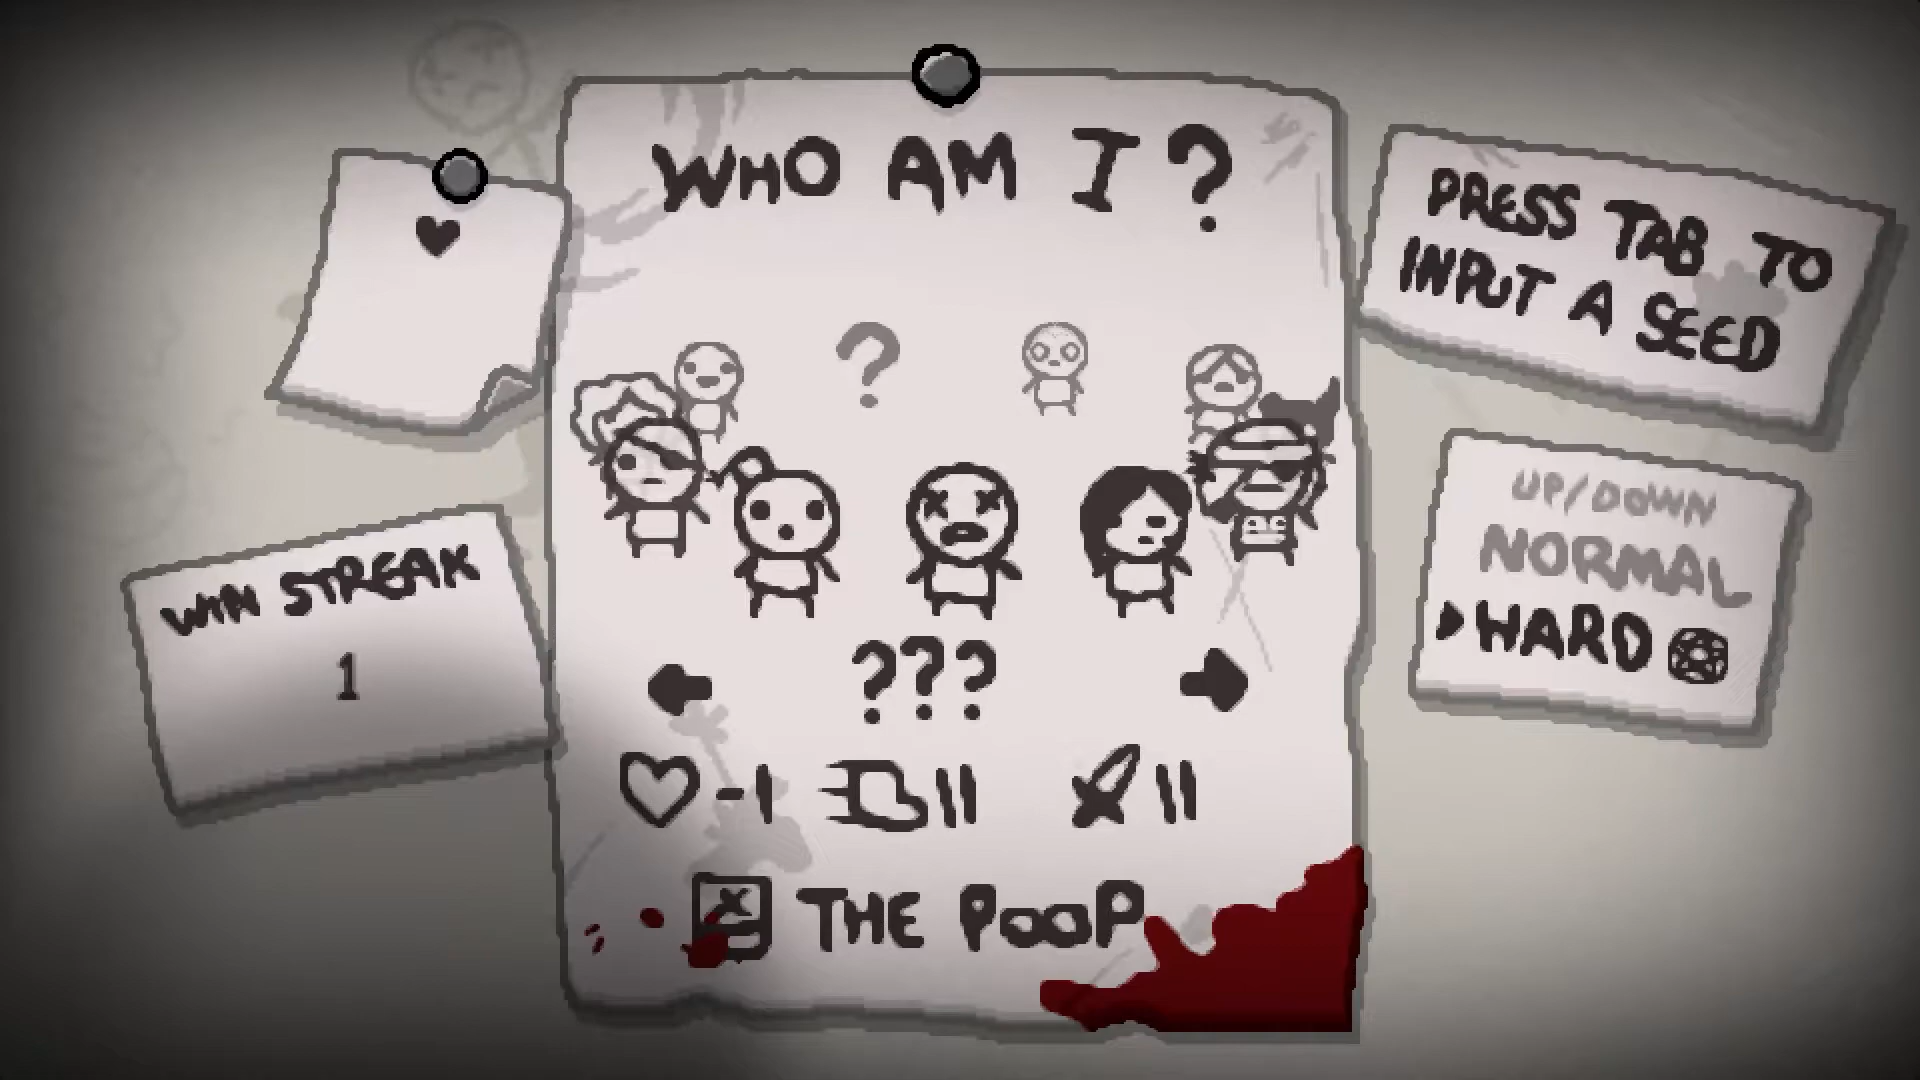 WHO AM I?
PRESS TAB TO
INPUT A SEED
UP/DOWN
NORMAL
HARD
WIN STREAK
1
?
???
-1
THE POOP